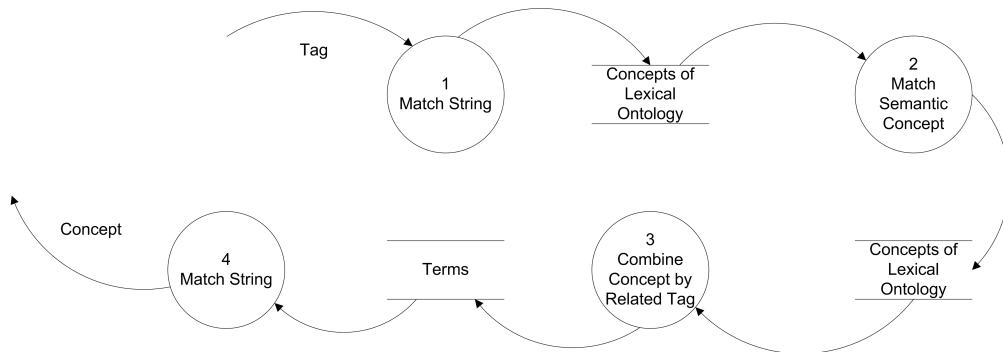 Tag
1
Match String
Concepts of
Lexical
Ontology
2
Match
Semantic
Concept
Concept
4
Match String
Terms
3
Combine
Concept by
Related Tag
Concepts of
Lexical
Ontology